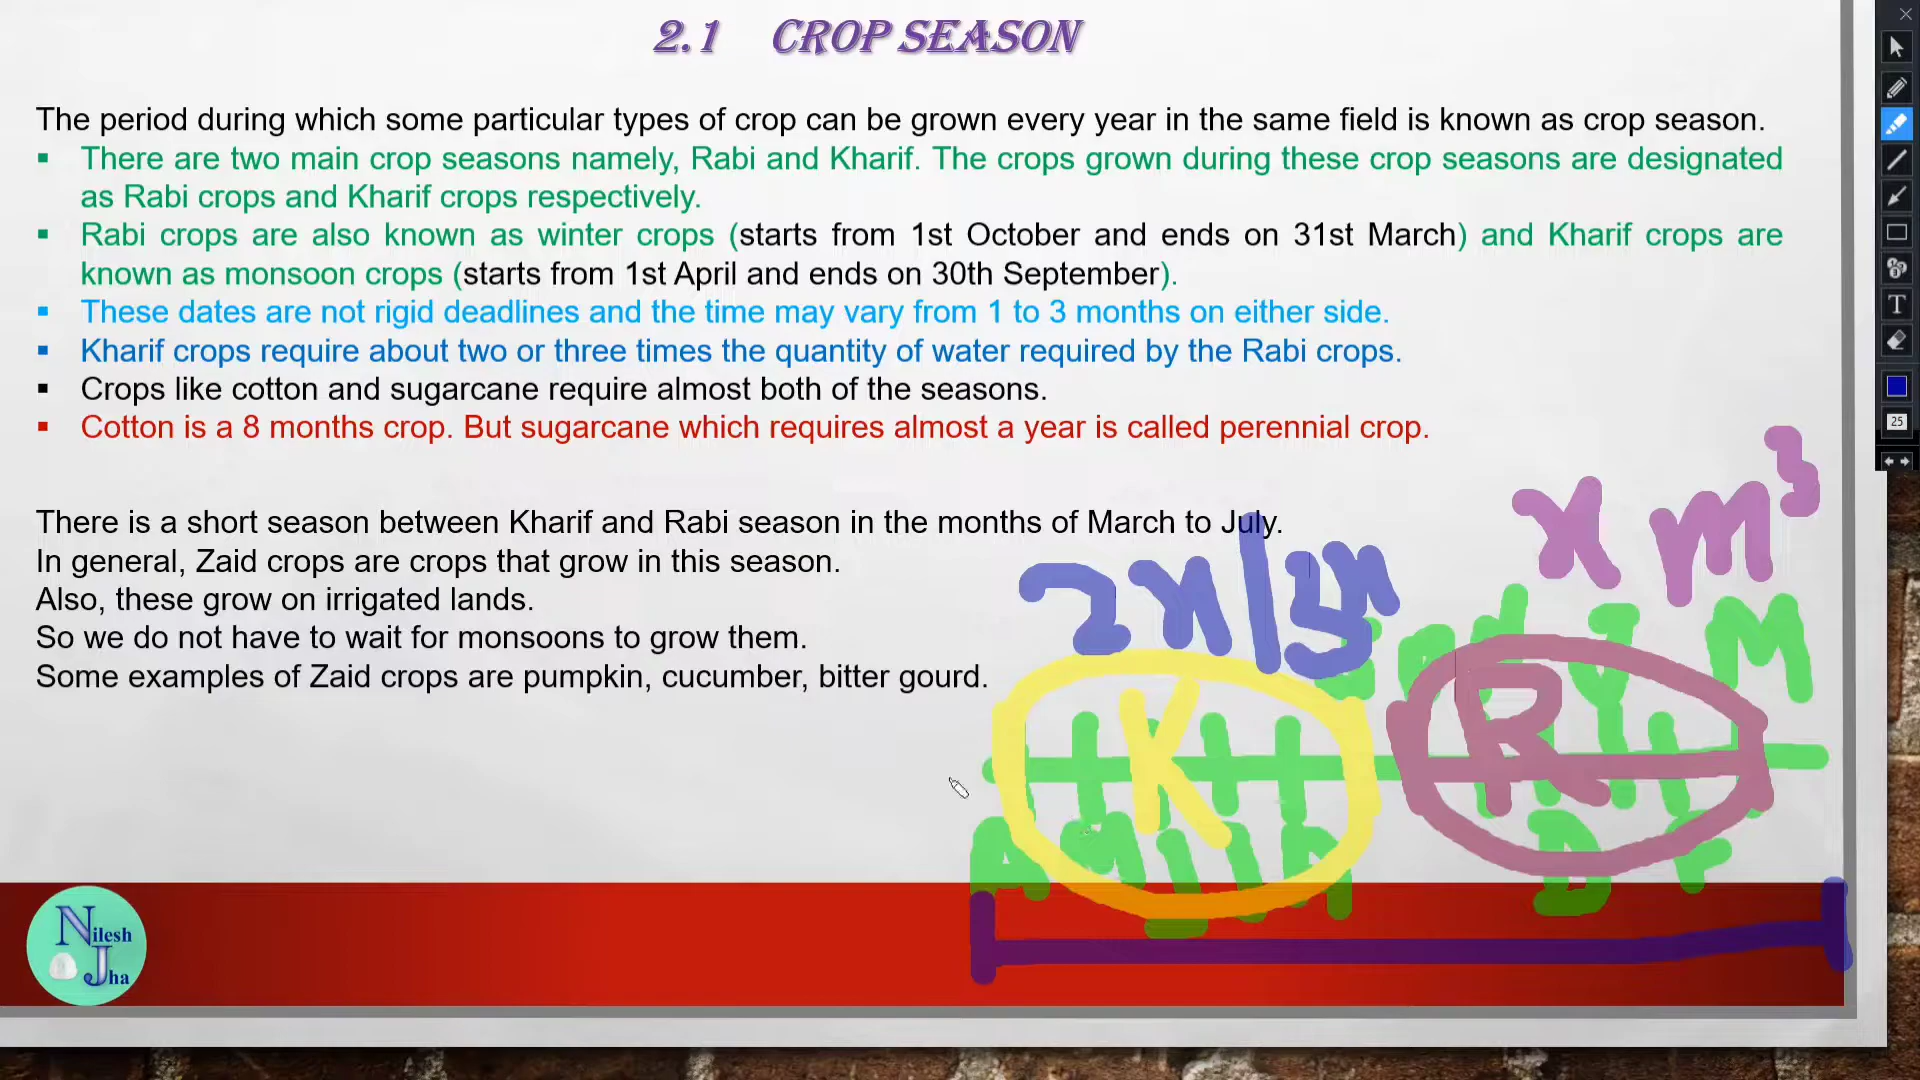 2.1 CROP SEASON
The period during which some particular types of crop can be grown every year in the same field is known as crop season.
▪ There are two main crop seasons namely, Rabi and Kharif. The crops grown during these crop seasons are designated
as Rabi crops and Kharif crops respectively.
▪ Rabi crops are also known as winter crops (starts from 1st October and ends on 31st March) and Kharif crops are
known as monsoon crops (starts from 1st April and ends on 30th September).
▪ These dates are not rigid deadlines and the time may vary from 1 to 3 months on either side.
▪ Kharif crops require about two or three times the quantity of water required by the Rabi crops.
▪ Crops like cotton and sugarcane require almost both of the seasons.
▪ Cotton is a 8 months crop. But sugarcane which requires almost a year is called perennial crop.
There is a short season between Kharif and Rabi season in the months of March to July.
In general, Zaid crops are crops that grow in this season.
Also, these grow on irrigated lands.
So we do not have to wait for monsoons to grow them.
Some examples of Zaid crops are pumpkin, cucumber, bitter gourd.
x m³
2x/3x
K
R
M
A M J J A
D F
Nilesh
Jha
T
25